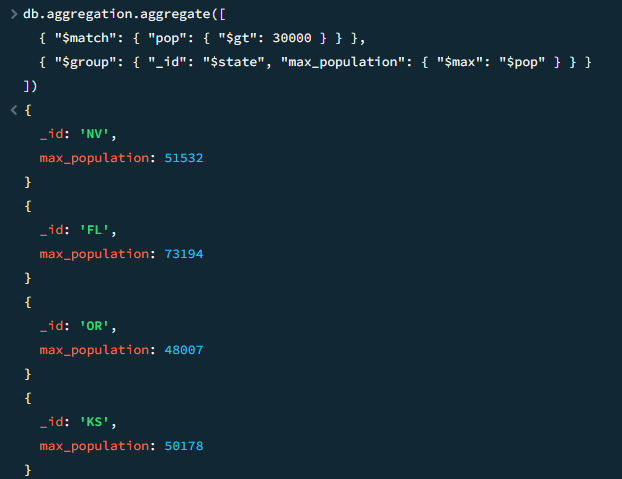 > db.aggregation.aggregate([
{ "$match": { "pop": { "$gt": 30000 } } },
{ "$group": { "_id": "$state", "max_population": { "$max": "$pop" } } }
])
< {
_id: 'NV',
max_population: 51532
}
{
_id: 'FL',
max_population: 73194
}
{
_id: 'OR',
max_population: 48007
}
{
_id: 'KS',
max_population: 50178
}